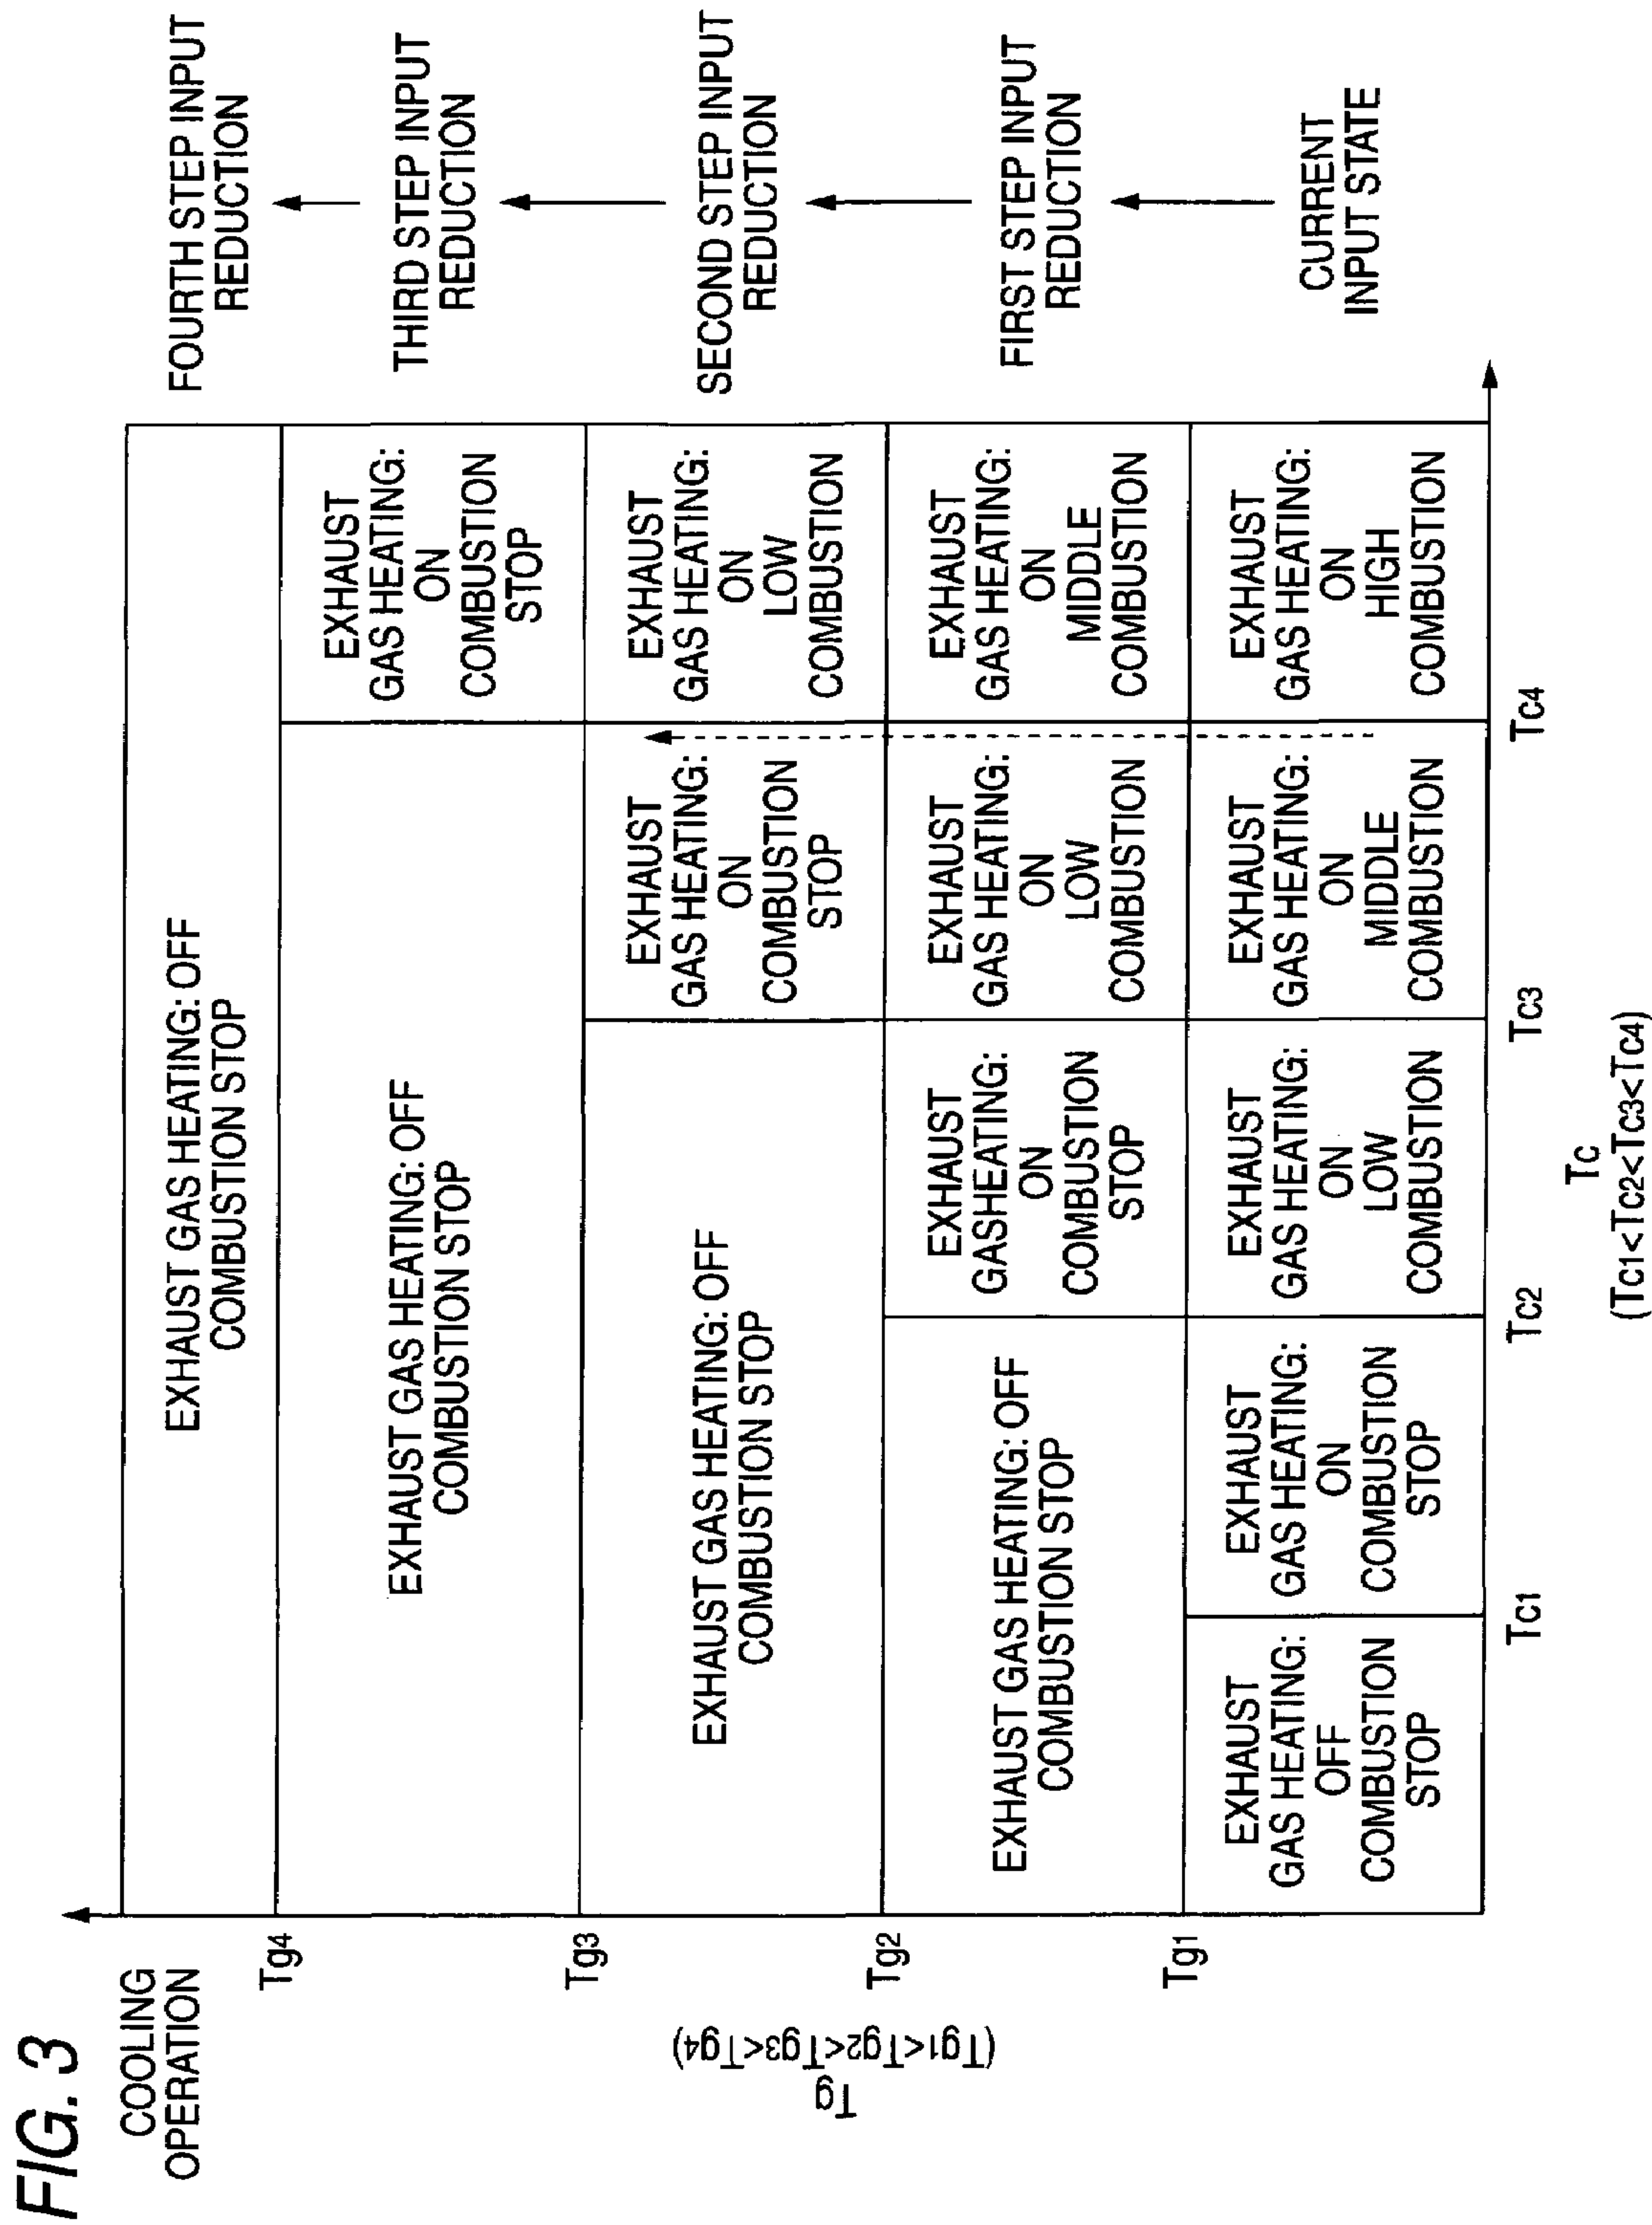 FIG. 3
COOLING
OPERATION
Tg
(Tg1<Tg2<Tg3<Tg4)
Tg4
Tg3
Tg2
Tg1
EXHAUST GAS HEATING: OFF
COMBUSTION STOP
FOURTH STEP INPUT
REDUCTION
EXHAUST GAS HEATING: OFF
COMBUSTION STOP
EXHAUST
GAS HEATING:
ON
COMBUSTION
STOP
THIRD STEP INPUT
REDUCTION
EXHAUST GAS HEATING: OFF
COMBUSTION STOP
EXHAUST
GAS HEATING:
ON
COMBUSTION
STOP
EXHAUST
GAS HEATING:
ON
LOW
COMBUSTION
SECOND STEP INPUT
REDUCTION
EXHAUST GAS HEATING: OFF
COMBUSTION STOP
EXHAUST
GASHEATING:
ON
COMBUSTION
STOP
EXHAUST
GAS HEATING:
ON
LOW
COMBUSTION
EXHAUST
GAS HEATING:
ON
MIDDLE
COMBUSTION
FIRST STEP INPUT
REDUCTION
EXHAUST
GAS HEATING:
OFF
COMBUSTION
STOP
EXHAUST
GAS HEATING:
ON
COMBUSTION
STOP
EXHAUST
GAS HEATING:
ON
LOW
COMBUSTION
EXHAUST
GAS HEATING:
ON
MIDDLE
COMBUSTION
EXHAUST
GAS HEATING:
ON
HIGH
COMBUSTION
CURRENT
INPUT STATE
Tc1
Tc2
Tc3
Tc4
Tc
(Tc1<Tc2<Tc3<Tc4)